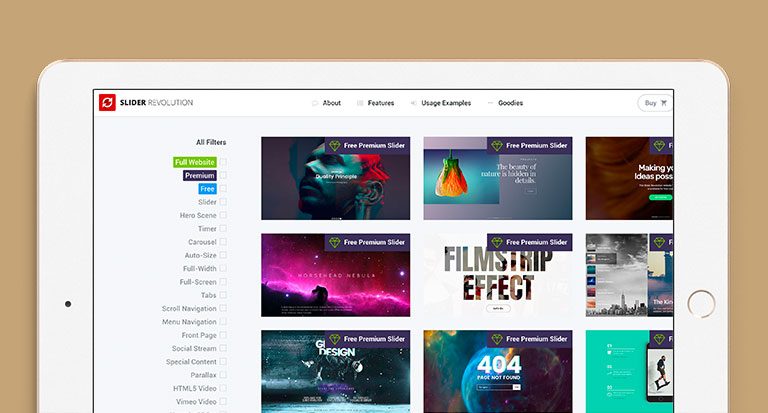 SLIDER REVOLUTION
About
Features
Usage Examples
Goodies
Buy
All Filters
Full Website
Premium
Free
Slider
Hero Scene
Timer
Carousel
Auto-Size
Full-Width
Full-Screen
Tabs
Scroll Navigation
Menu Navigation
Front Page
Social Stream
Special Content
Parallax
HTML5 Video
Vimeo Video
Free Premium Slider
Quality Principle
Free Premium Slider
The beauty of
nature is hidden in
details.
Making yo
Ideas poss
Free Premium Slider
HORSEHEAD NEBULA
Free Premium Slider
FILMSTRIP
EFFECT
The Kin
Free Premium Slider
DESIGN
Free Premium Slider
404
PAGE NOT FOUND